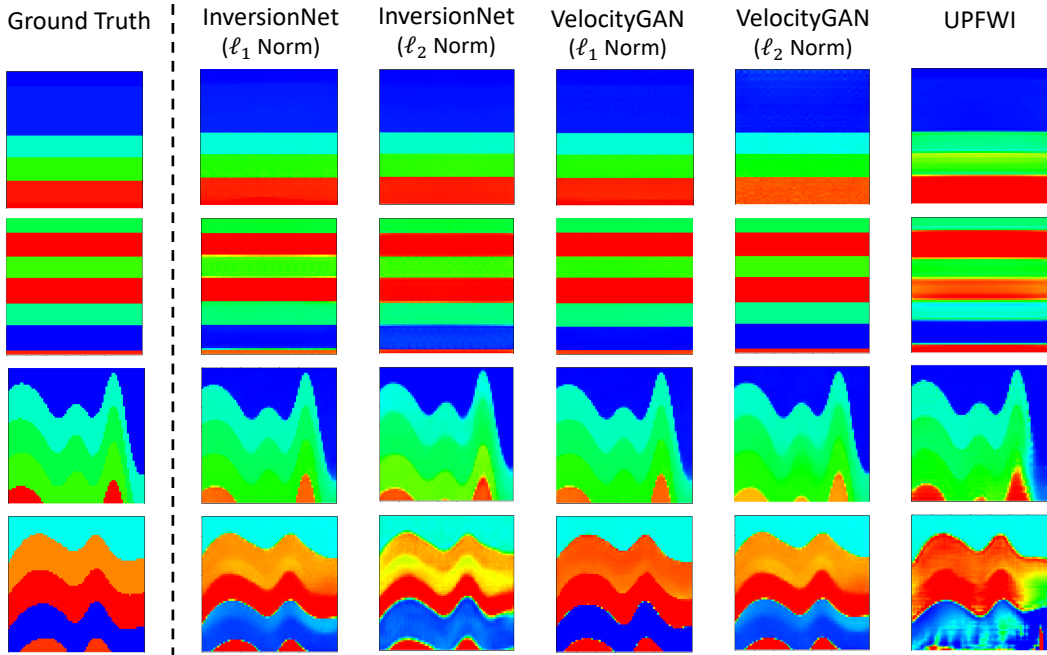 Ground Truth
InversionNet
(ℓ₁ Norm)
InversionNet
(ℓ₂ Norm)
VelocityGAN
(ℓ₁ Norm)
VelocityGAN
(ℓ₂ Norm)
UPFWI